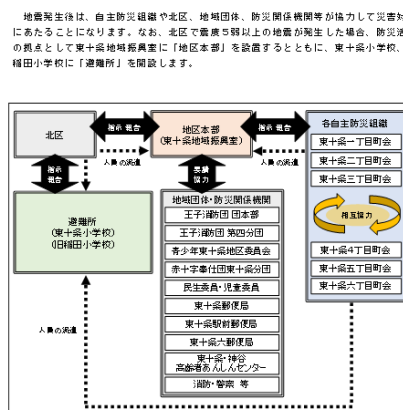 地震発生後は、自主防災組織や北区、地域団体、防災関係機関等が協力して災害対
にあたることになります。なお、北区で震度５弱以上の地震が発生した場合、防災活
の拠点として東十条地域振興室に「地区本部」を設置するとともに、東十条小学校、
稲田小学校に「避難所」を開設します。
北区
指示 報告
人員の派遣
地区本部
(東十条地域振興室)
指示 報告
人員の派遣
各自主防災組織
東十条一丁目町会
東十条二丁目町会
東十条三丁目町会
相互協力
東十条4丁目町会
東十条五丁目町会
東十条六丁目町会
指示
報告
協力
避難所
(東十条小学校)
(旧稲田小学校)
地域団体・防災関係機関
王子消防団 団本部
王子消防団 第四分団
青少年東十条地区委員会
赤十字奉仕団東十条分団
民生委員・児童委員
東十条郵便局
東十条駅前郵便局
東十条六郵便局
東十条・神谷
高齢者あんしんセンター
消防・警察 等
人員の派遣